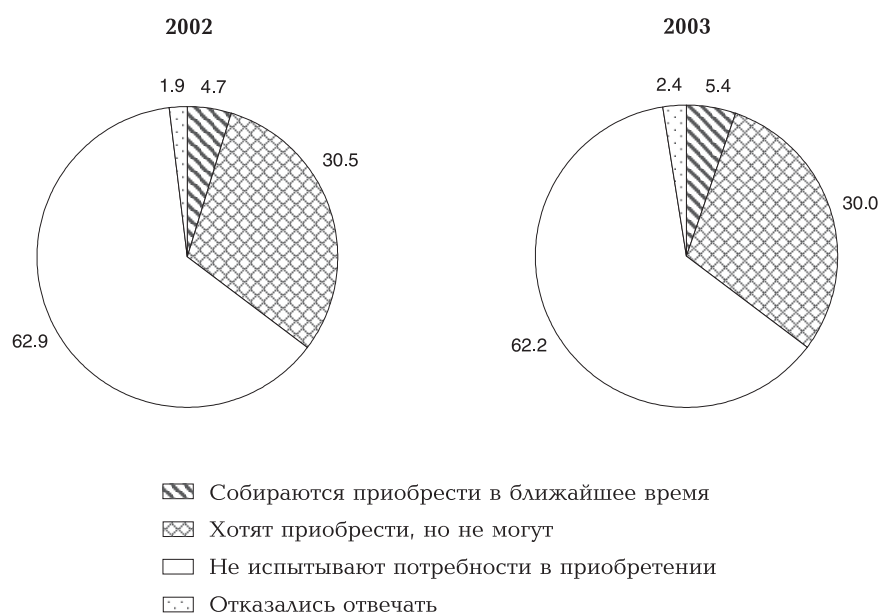 2002
2003
1.9
4.7
30.5
62.9
2.4
5.4
30.0
62.2
Собираются приобрести в ближайшее время
Хотят приобрести, но не могут
Не испытывают потребности в приобретении
Отказались отвечать